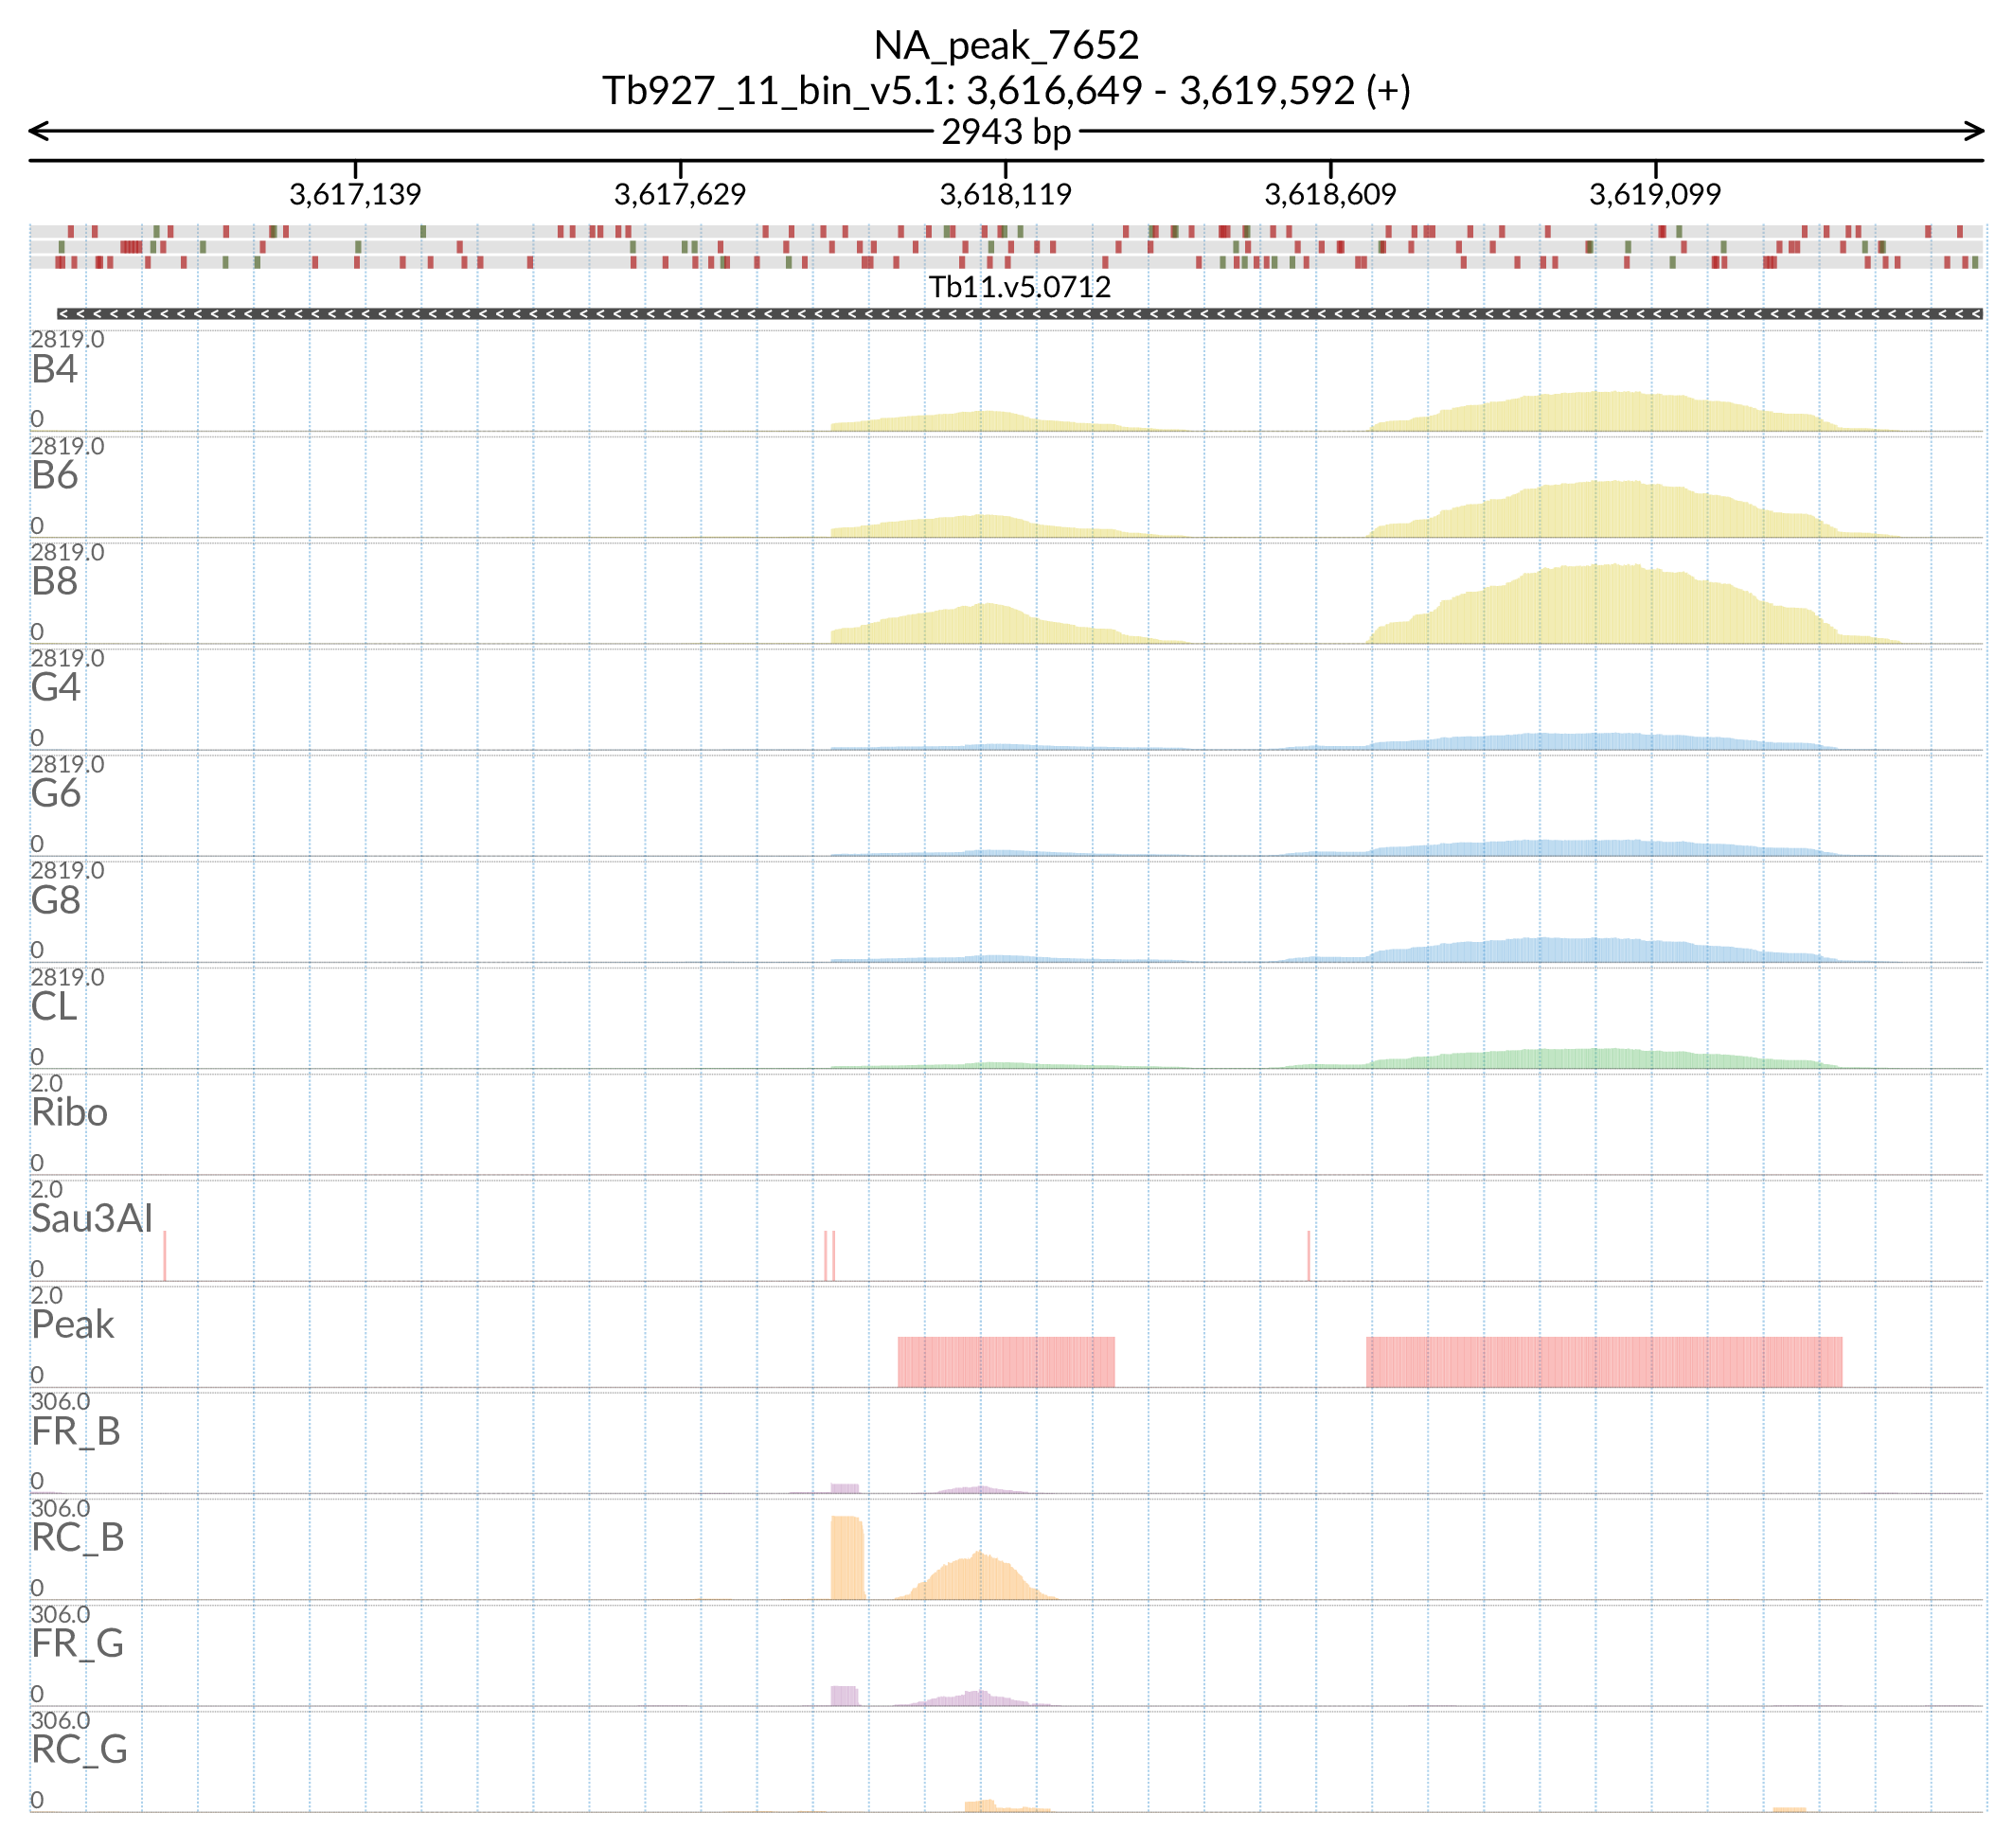 NA_peak_7652
Tb927_11_bin_v5.1: 3,616,649 - 3,619,592 (+)
2943 bp
3,617,139 3,617,629 3,618,119 3,618,609 3,619,099
Tb11.v5.0712
2819.0
B4
0
2819.0
B6
0
2819.0
B8
0
2819.0
G4
0
2819.0
G6
0
2819.0
G8
0
2819.0
CL
0
2.0
Ribo
0
2.0
Sau3AI
0
2.0
Peak
0
306.0
FR_B
0
306.0
RC_B
0
306.0
FR_G
0
306.0
RC_G
0